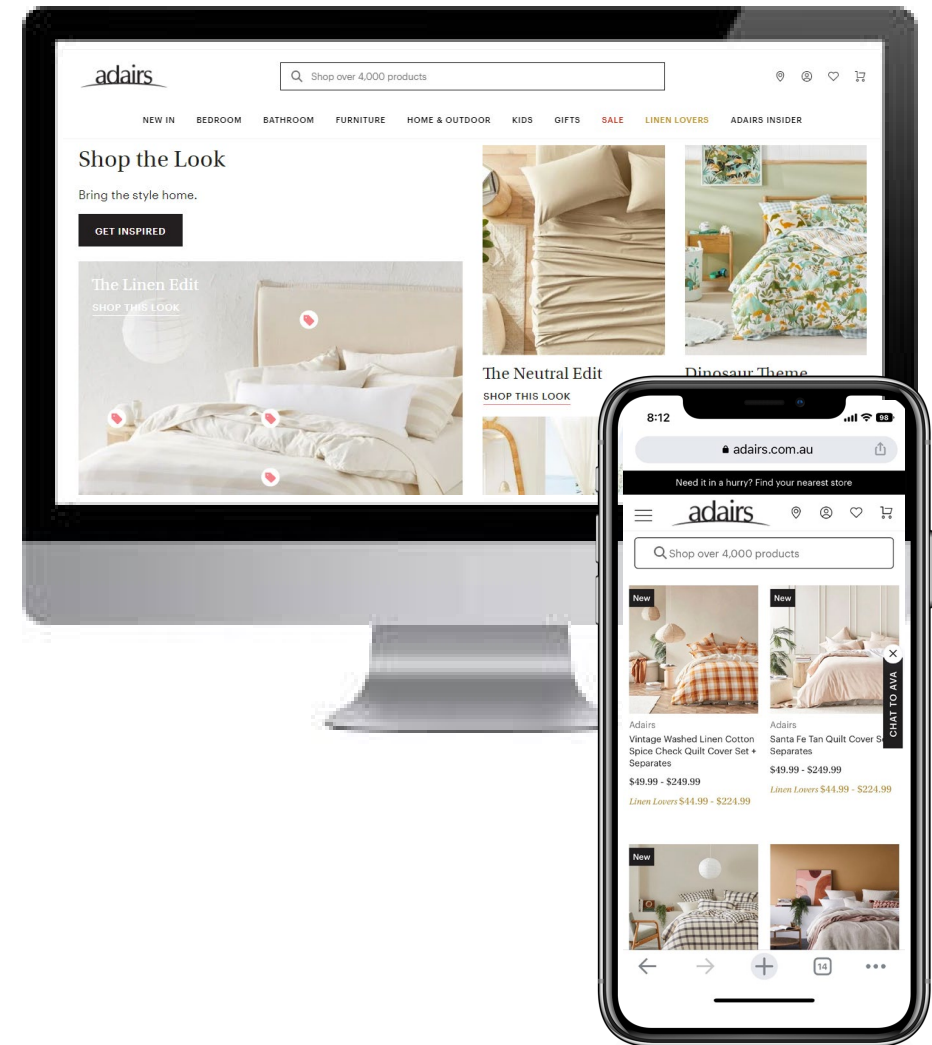 adairs
Shop over 4,000 products
NEW IN BEDROOM BATHROOM FURNITURE HOME & OUTDOOR KIDS GIFTS SALE LINEN LOVERS ADAIRS INSIDER
Shop the Look
Bring the style home.
GET INSPIRED
The Linen Edit
SHOP THIS LOOK
The Neutral Edit
SHOP THIS LOOK
Dinosaur Theme
8:12
98
adairs.com.au
Need it in a hurry? Find your nearest store
adairs
Shop over 4,000 products
New
New
CHAT TO AVA
Adairs
Vintage Washed Linen Cotton
Spice Check Quilt Cover Set +
Separates
$49.99 - $249.99
Linen Lovers $44.99 - $224.99
Adairs
Santa Fe Tan Quilt Cover
Separates
$49.99 - $249.99
Linen Lovers $44.99 - $224.99
New
14